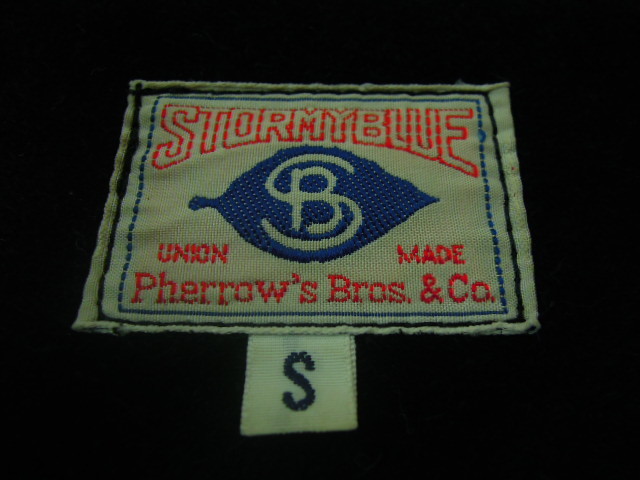 STORMYBLUE
SB
UNION MADE
Pherrow's Bros. & Co.
S